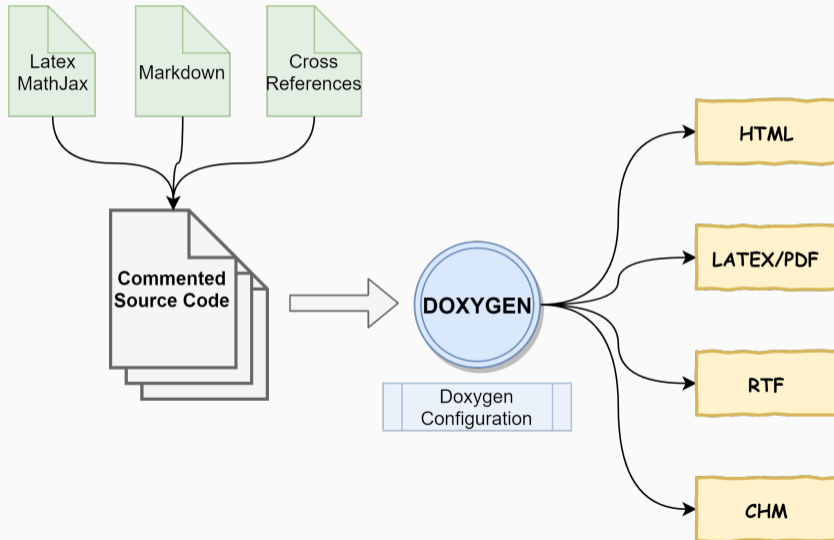 Latex
MathJax
Markdown
Cross
References
Commented
Source Code
DOXYGEN
Doxygen
Configuration
HTML
LATEX/PDF
RTF
CHM